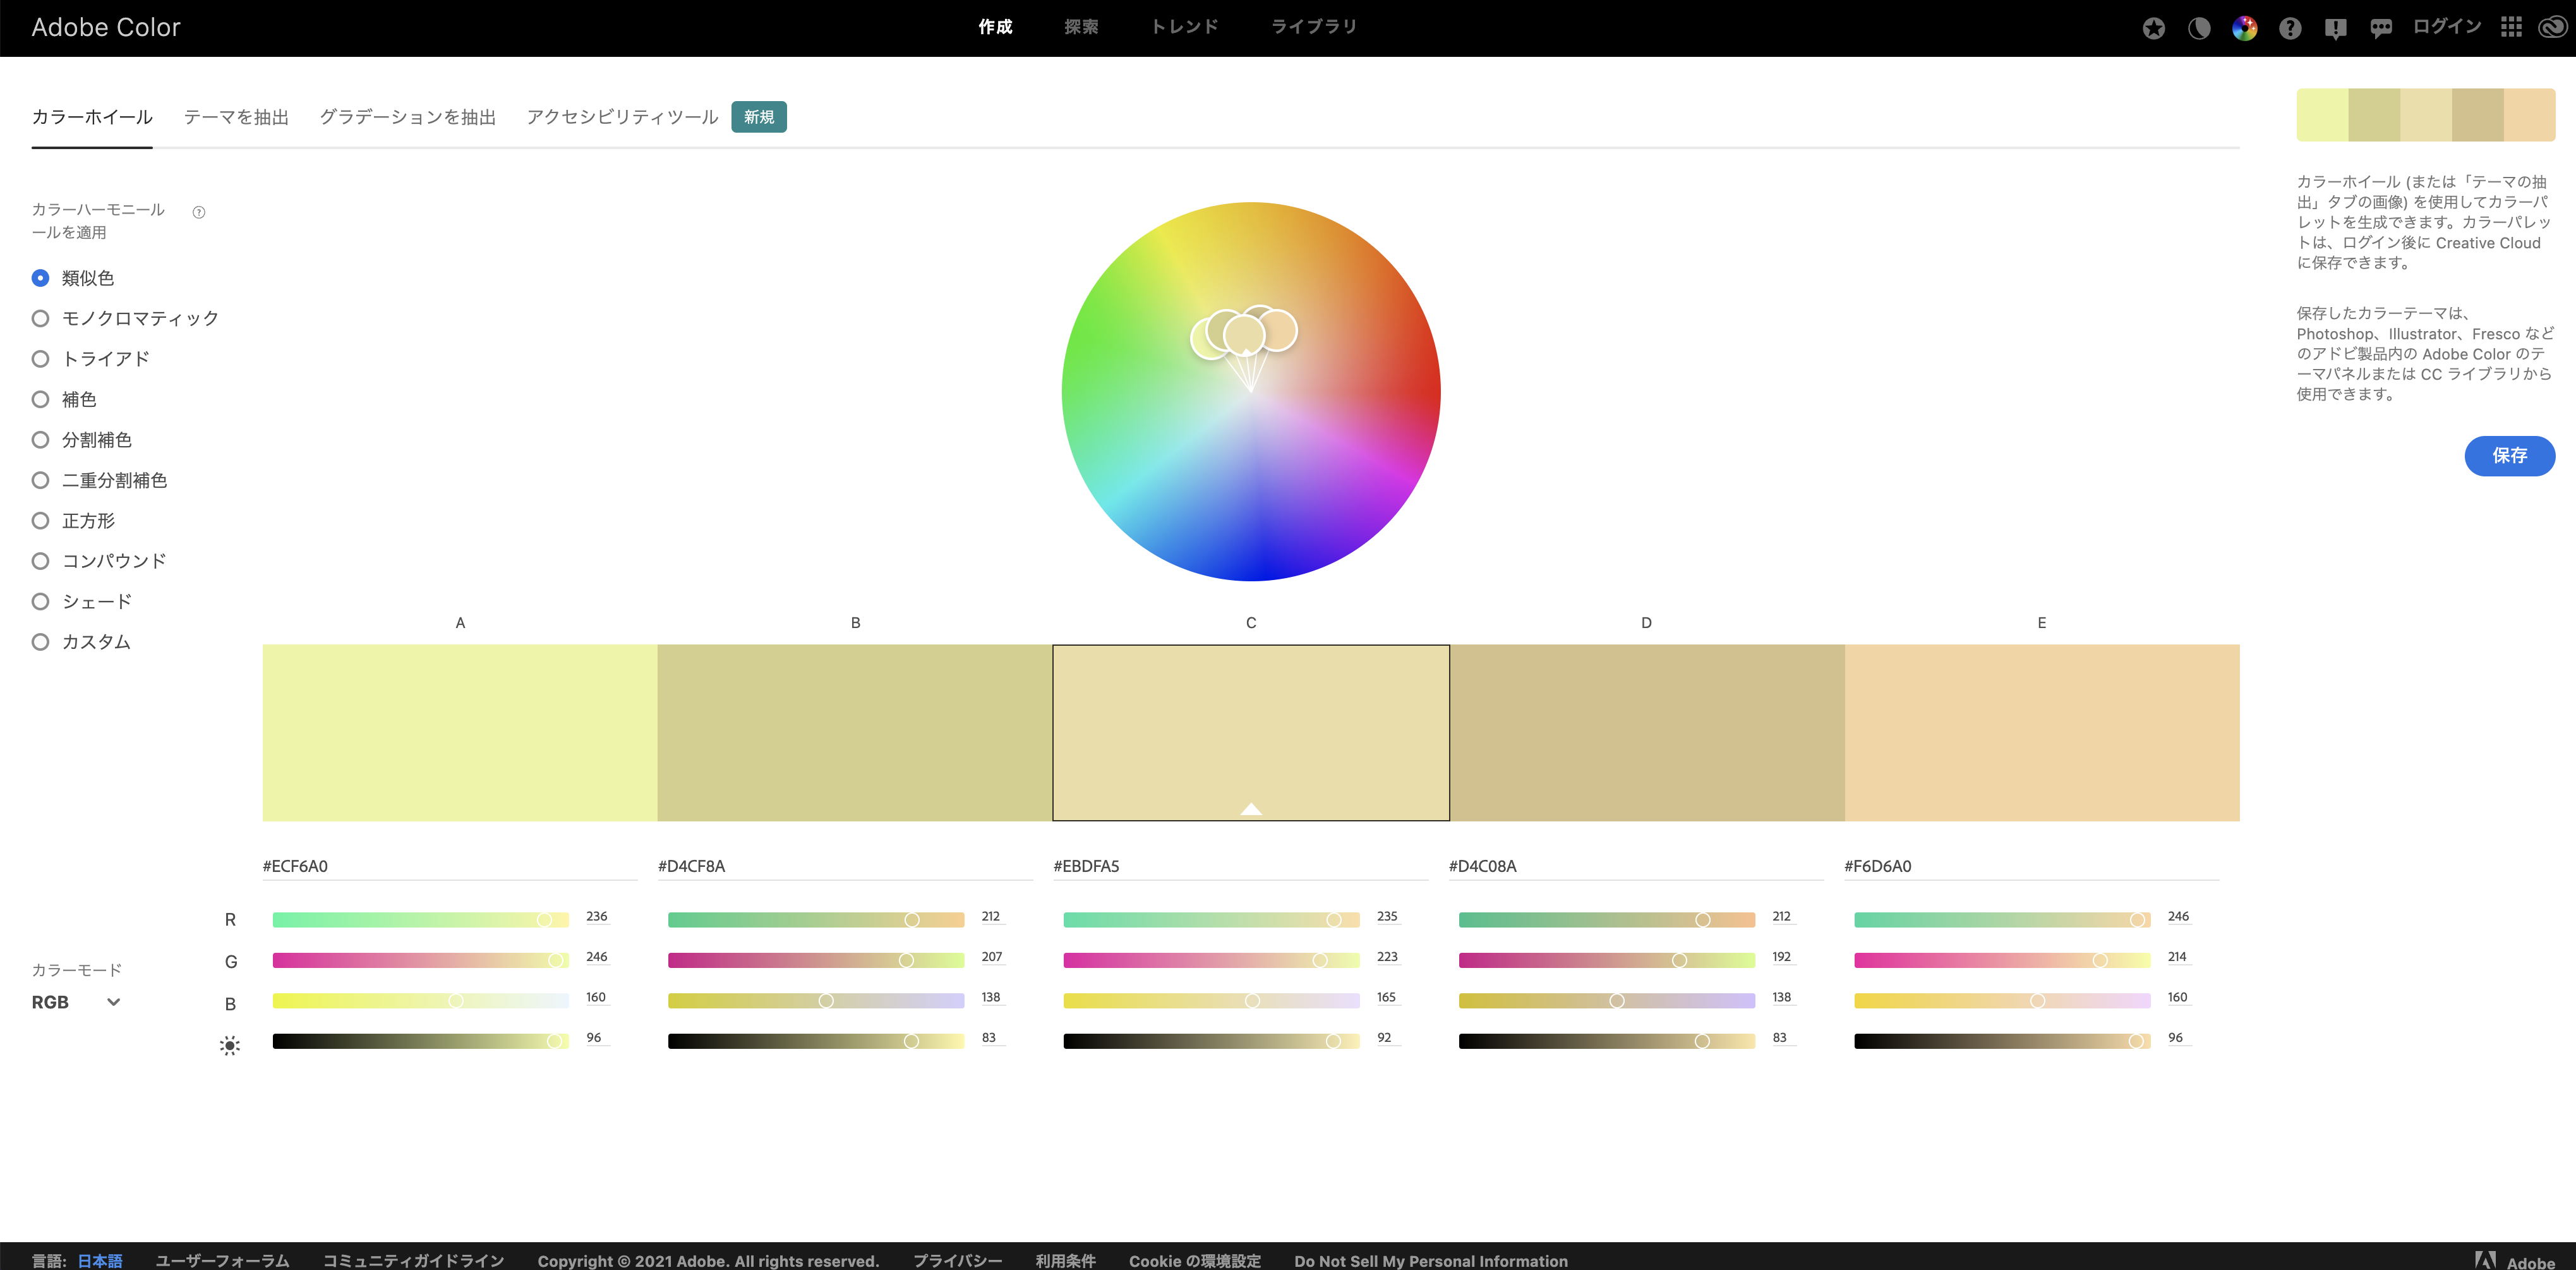 Adobe Color
作成 探索 トレンド ライブラリ
ログイン
カラーホイール テーマを抽出 グラデーションを抽出 アクセシビリティツール 新規
カラーハーモニール
ールを適用
類似色
モノクロマティック
トライアド
補色
分割補色
二重分割補色
正方形
コンパウンド
シェード
カスタム
カラーホイール (または「テーマの抽
出」タブの画像) を使用してカラーパ
レットを生成できます。カラーパレッ
トは、ログイン後に Creative Cloud
に保存できます。
保存したカラーテーマは、
Photoshop、Illustrator、Fresco など
のアドビ製品内の Adobe Color のテ
ーマパネルまたは CC ライブラリから
使用できます。
保存
A B C D E
#ECF6A0 #D4CF8A #EBDFA5 #D4C08A #F6D6A0
R 236 212 235 212 246
G 246 207 223 192 214
カラーモード
RGB
B 160 138 165 138 160
96 83 92 83 96
言語: 日本語 ユーザーフォーラム コミュニティガイドライン Copyright © 2021 Adobe. All rights reserved. プライバシー 利用条件 Cookie の環境設定 Do Not Sell My Personal Information Adobe